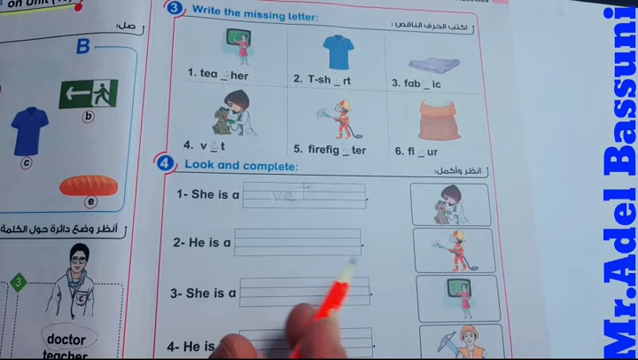 on Unit (10)
صل:
B
b
c
e
أنظر وضع دائرة حول الكلمة
3
doctor
teacher
3 Write the missing letter:
اكتب الحرف الناقص:
1. tea _ her
2. T-sh _ rt
3. fab _ ic
4. v _ t
5. firefig _ ter
6. fl _ ur
4 Look and complete:
انظر وأكمل:
1- She is a vet .
2- He is a .
3- She is a .
4- He is
Mr.Adel Bassuni